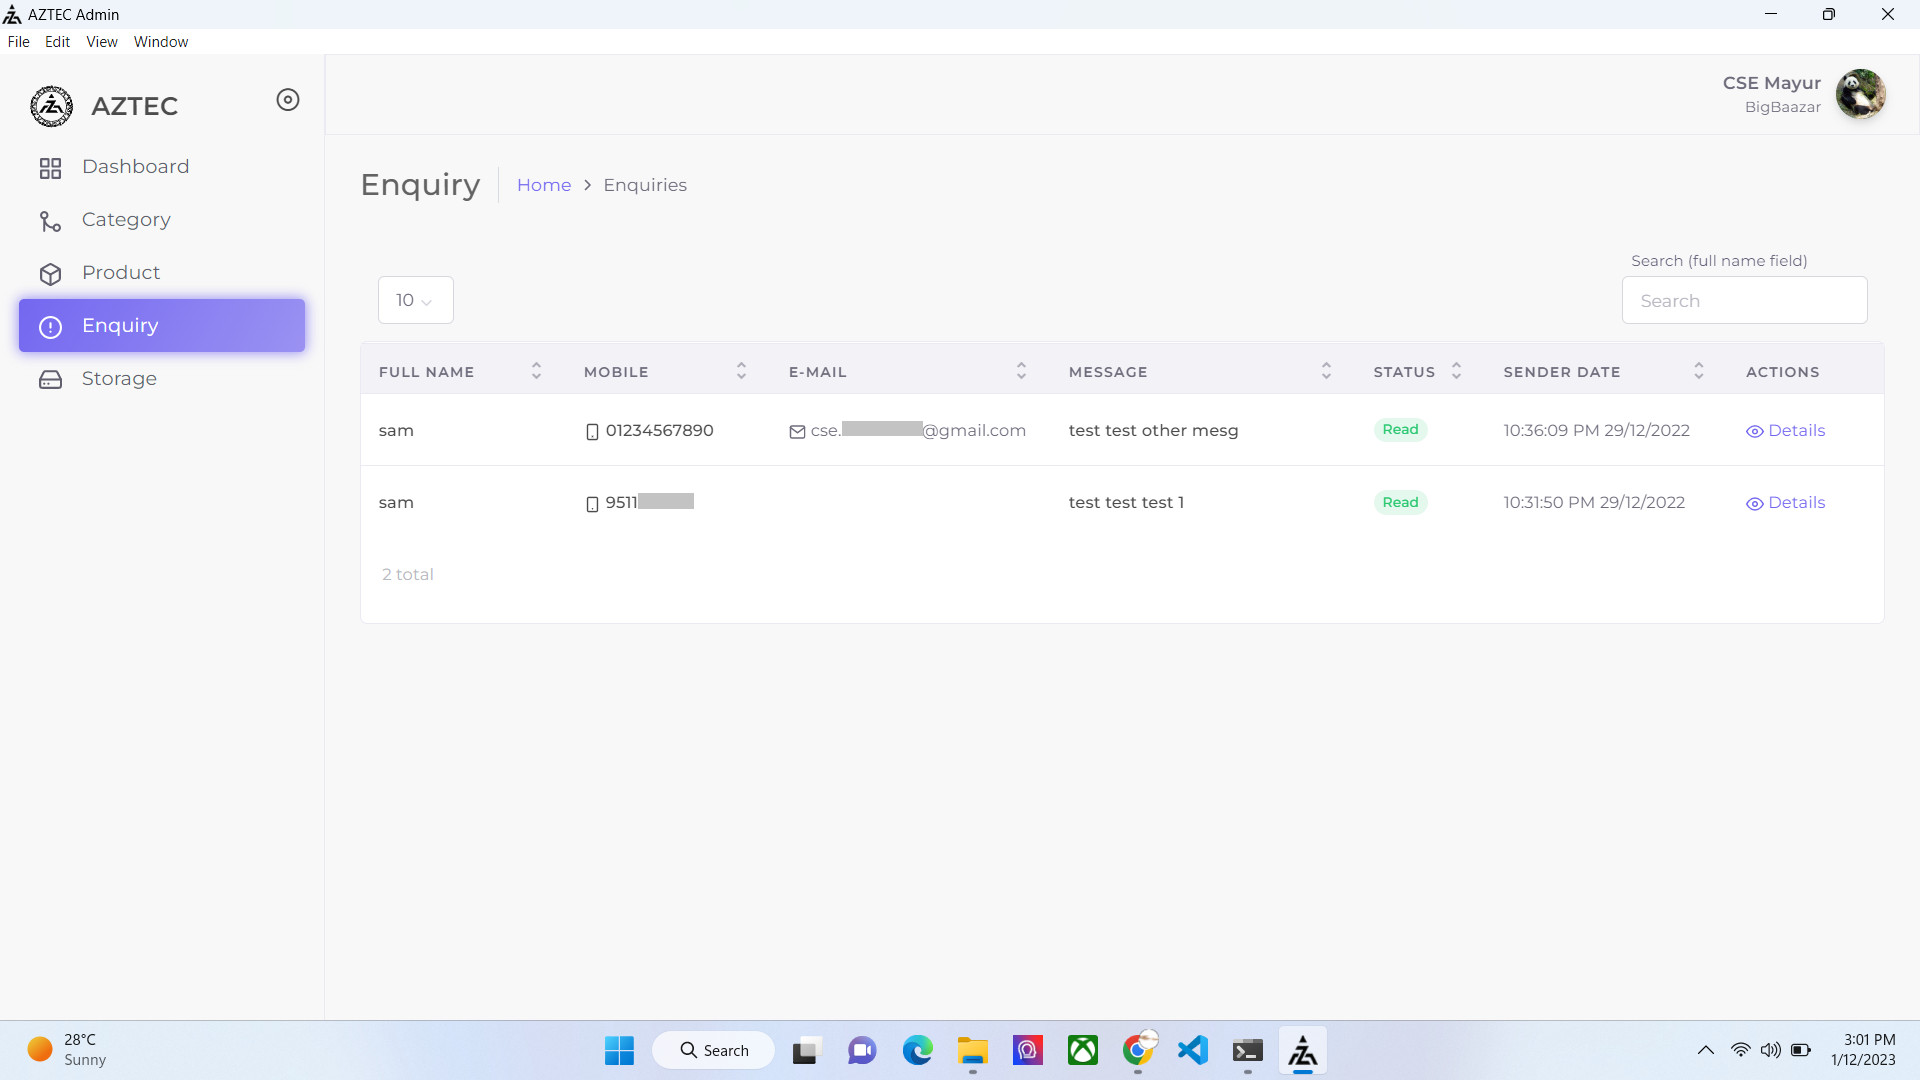 AZTEC Admin
File Edit View Window
AZTEC
CSE Mayur
BigBaazar
Dashboard
Category
Product
Enquiry
Storage
Enquiry
Home > Enquiries
10
Search (full name field)
Search
FULL NAME MOBILE E-MAIL MESSAGE STATUS SENDER DATE ACTIONS
sam 01234567890 cse. @gmail.com test test other mesg Read 10:36:09 PM 29/12/2022 Details
sam 9511 test test test 1 Read 10:31:50 PM 29/12/2022 Details
2 total
28°C
Sunny
Search
3:01 PM
1/12/2023